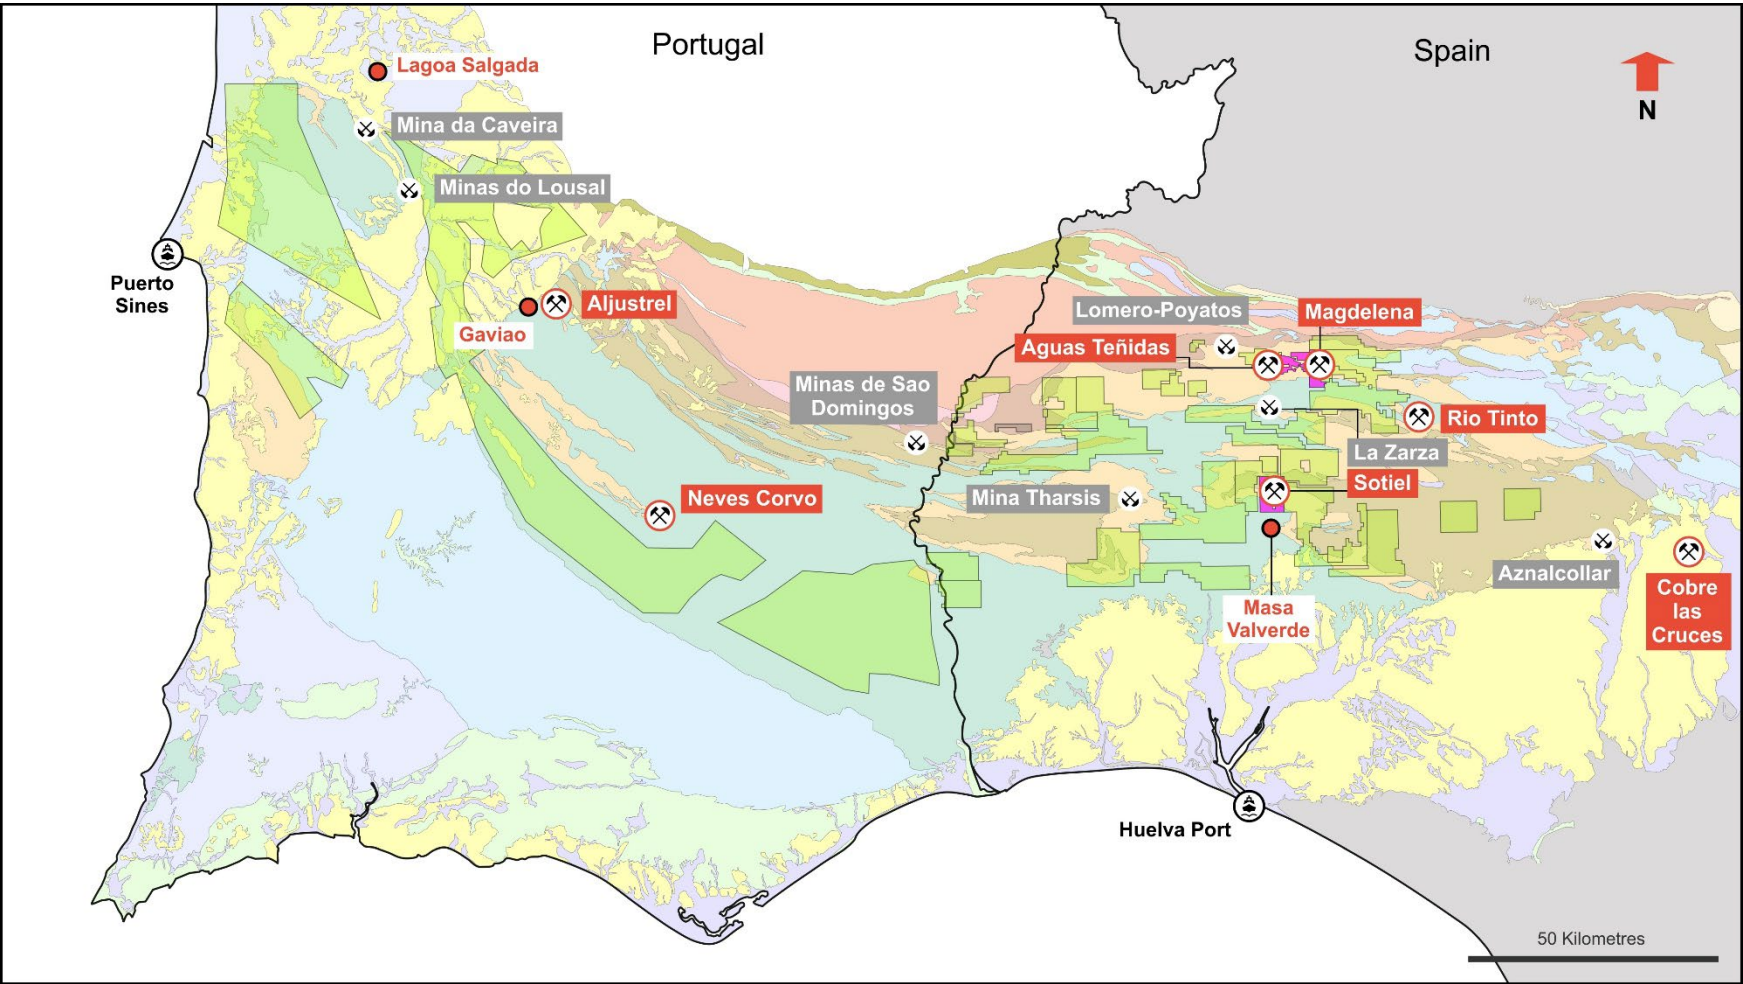 Portugal
Spain
Lagoa Salgada
N
Mina da Caveira
Minas do Lousal
Puerto
Sines
Aljustrel
Gaviao
Lomero-Poyatos
Magdelena
Aguas Teñidas
Minas de Sao
Domingos
Rio Tinto
La Zarza
Sotiel
Neves Corvo
Mina Tharsis
Aznalcollar
Cobre
las
Cruces
Masa
Valverde
Huelva Port
50 Kilometres